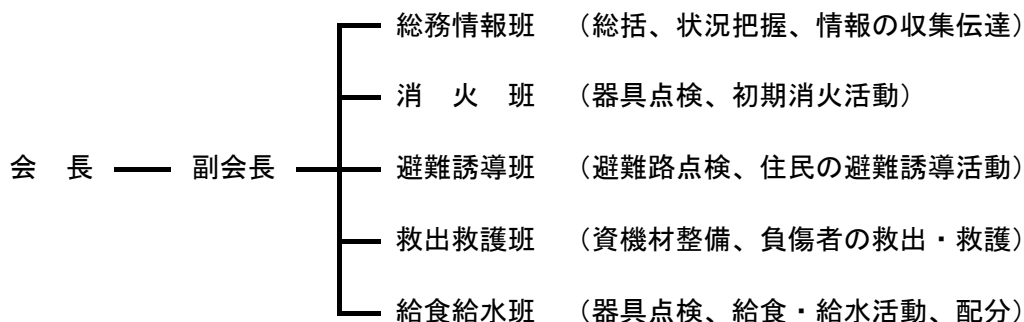 総務情報班 （総括、状況把握、情報の収集伝達）
消 火 班 （器具点検、初期消火活動）
会 長 副会長 避難誘導班 （避難路点検、住民の避難誘導活動）
救出救護班 （資機材整備、負傷者の救出・救護）
給食給水班 （器具点検、給食・給水活動、配分）